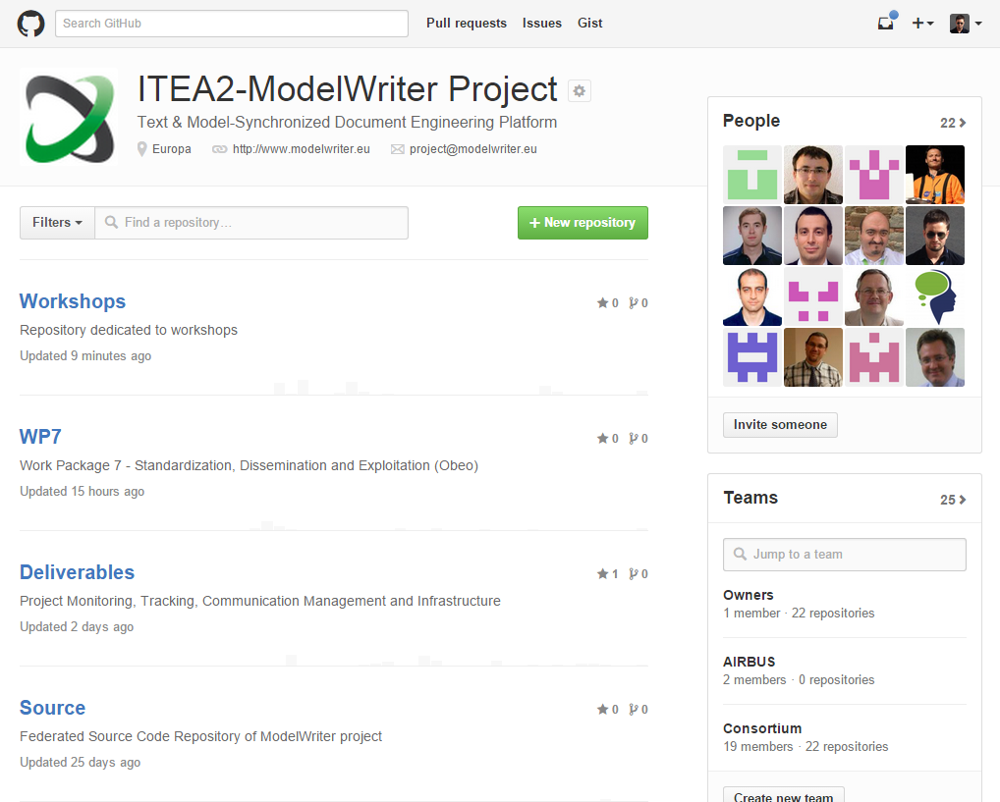 Search GitHub
Pull requests Issues Gist
ITEA2-ModelWriter Project
Text & Model-Synchronized Document Engineering Platform
Europa http://www.modelwriter.eu project@modelwriter.eu
Filters Find a repository… + New repository
Workshops 0 0
Repository dedicated to workshops
Updated 9 minutes ago
WP7 0 0
Work Package 7 - Standardization, Dissemination and Exploitation (Obeo)
Updated 15 hours ago
Deliverables 1 0
Project Monitoring, Tracking, Communication Management and Infrastructure
Updated 2 days ago
Source 0 0
Federated Source Code Repository of ModelWriter project
Updated 25 days ago
People 22
Invite someone
Teams 25
Jump to a team
Owners
1 member · 22 repositories
AIRBUS
2 members · 0 repositories
Consortium
19 members · 22 repositories
Create new team